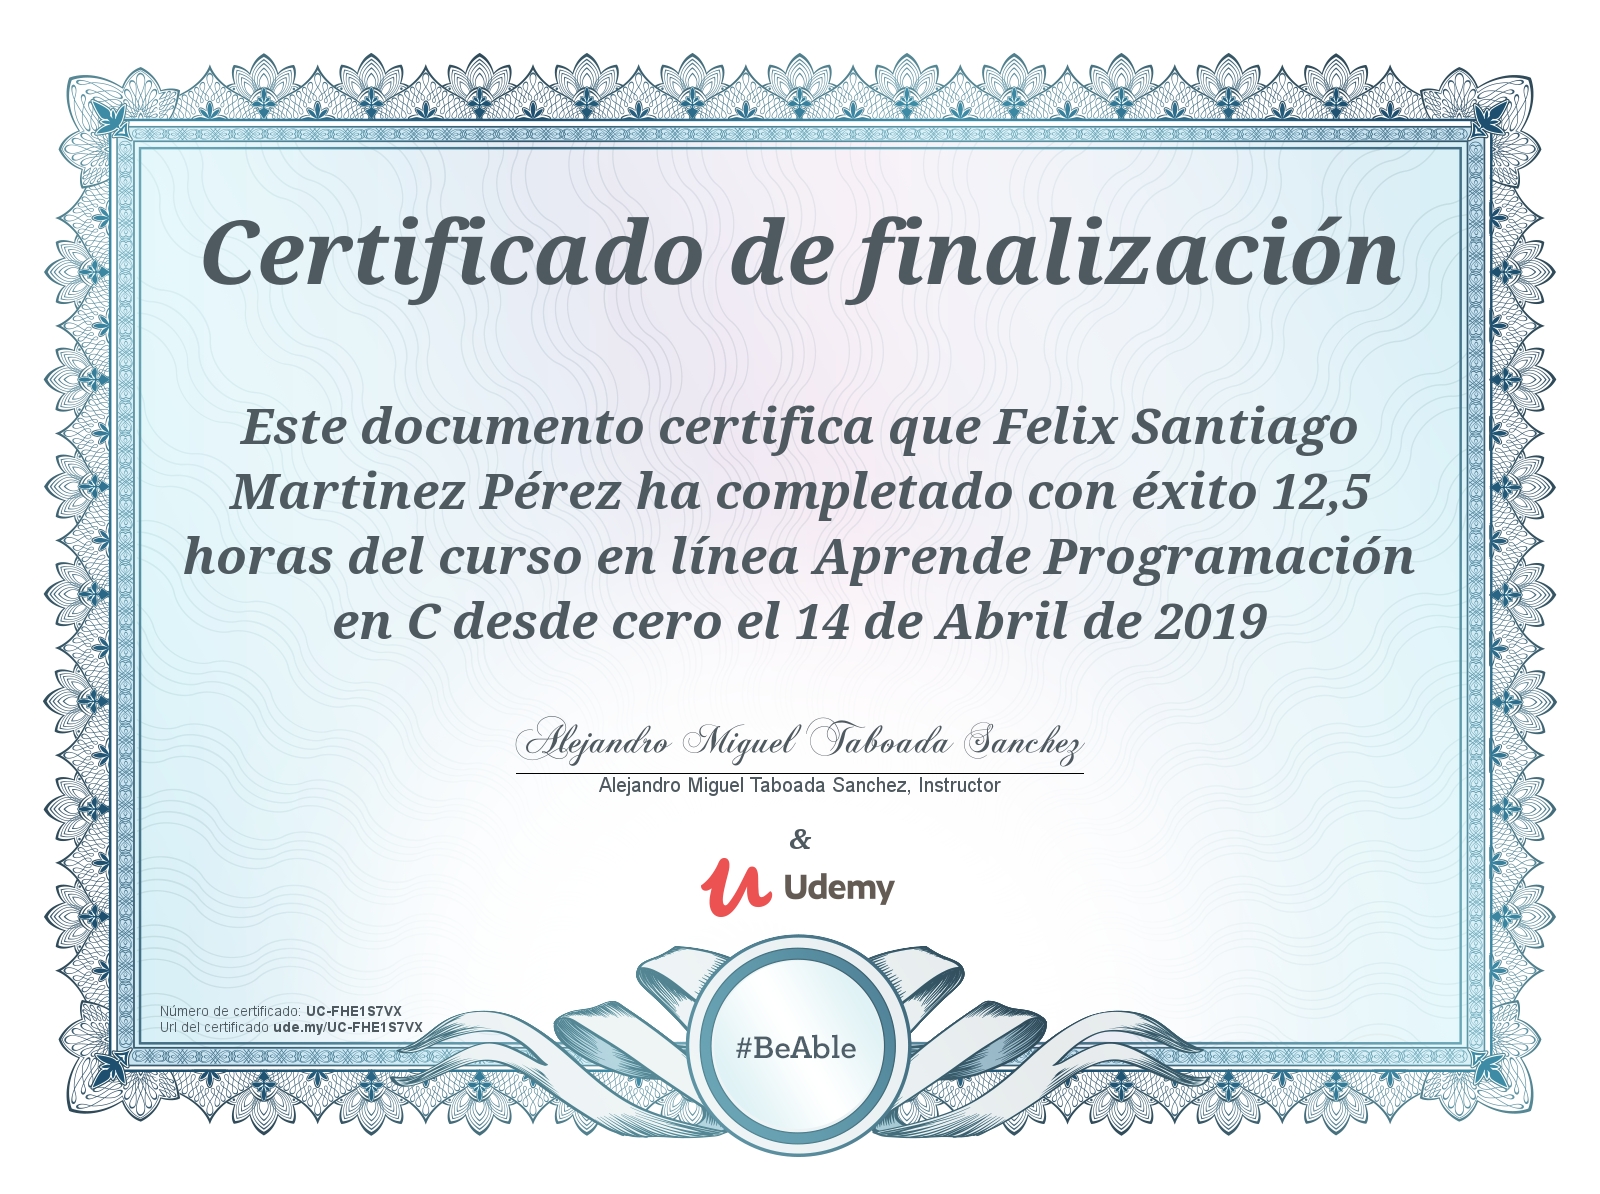 Certificado de finalización
Este documento certifica que Felix Santiago
Martinez Pérez ha completado con éxito 12,5
horas del curso en línea Aprende Programación
en C desde cero el 14 de Abril de 2019
Alejandro Miguel Taboada Sanchez
Alejandro Miguel Taboada Sanchez, Instructor
&
Udemy
Número de certificado: UC-FHE1S7VX
Url del certificado ude.my/UC-FHE1S7VX
#BeAble